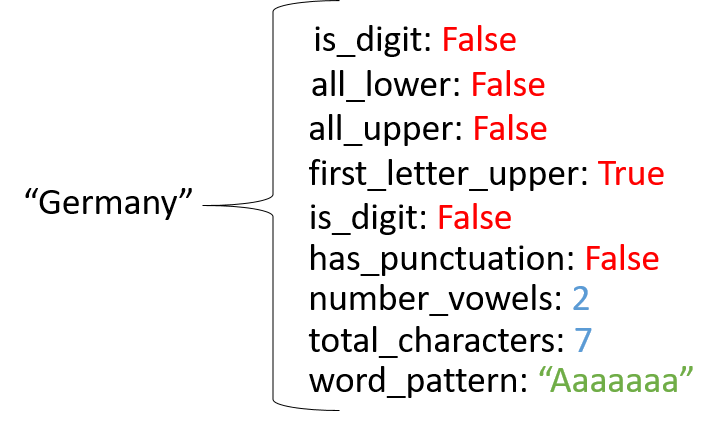 “Germany”
is_digit: False
all_lower: False
all_upper: False
first_letter_upper: True
is_digit: False
has_punctuation: False
number_vowels: 2
total_characters: 7
word_pattern: “Aaaaaaa”